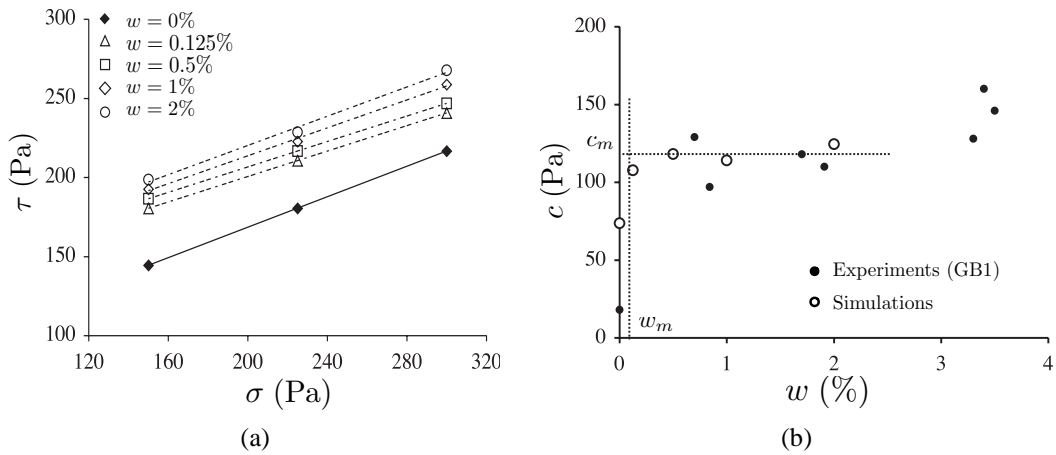 300
250
200
150
100
τ (Pa)
w = 0%
w = 0.125%
w = 0.5%
w = 1%
w = 2%
120 160 200 240 280 320
σ (Pa)
(a)
200
150
100
50
0
c (Pa)
c_m
w_m
Experiments (GB1)
Simulations
0 1 2 3 4
w (%)
(b)